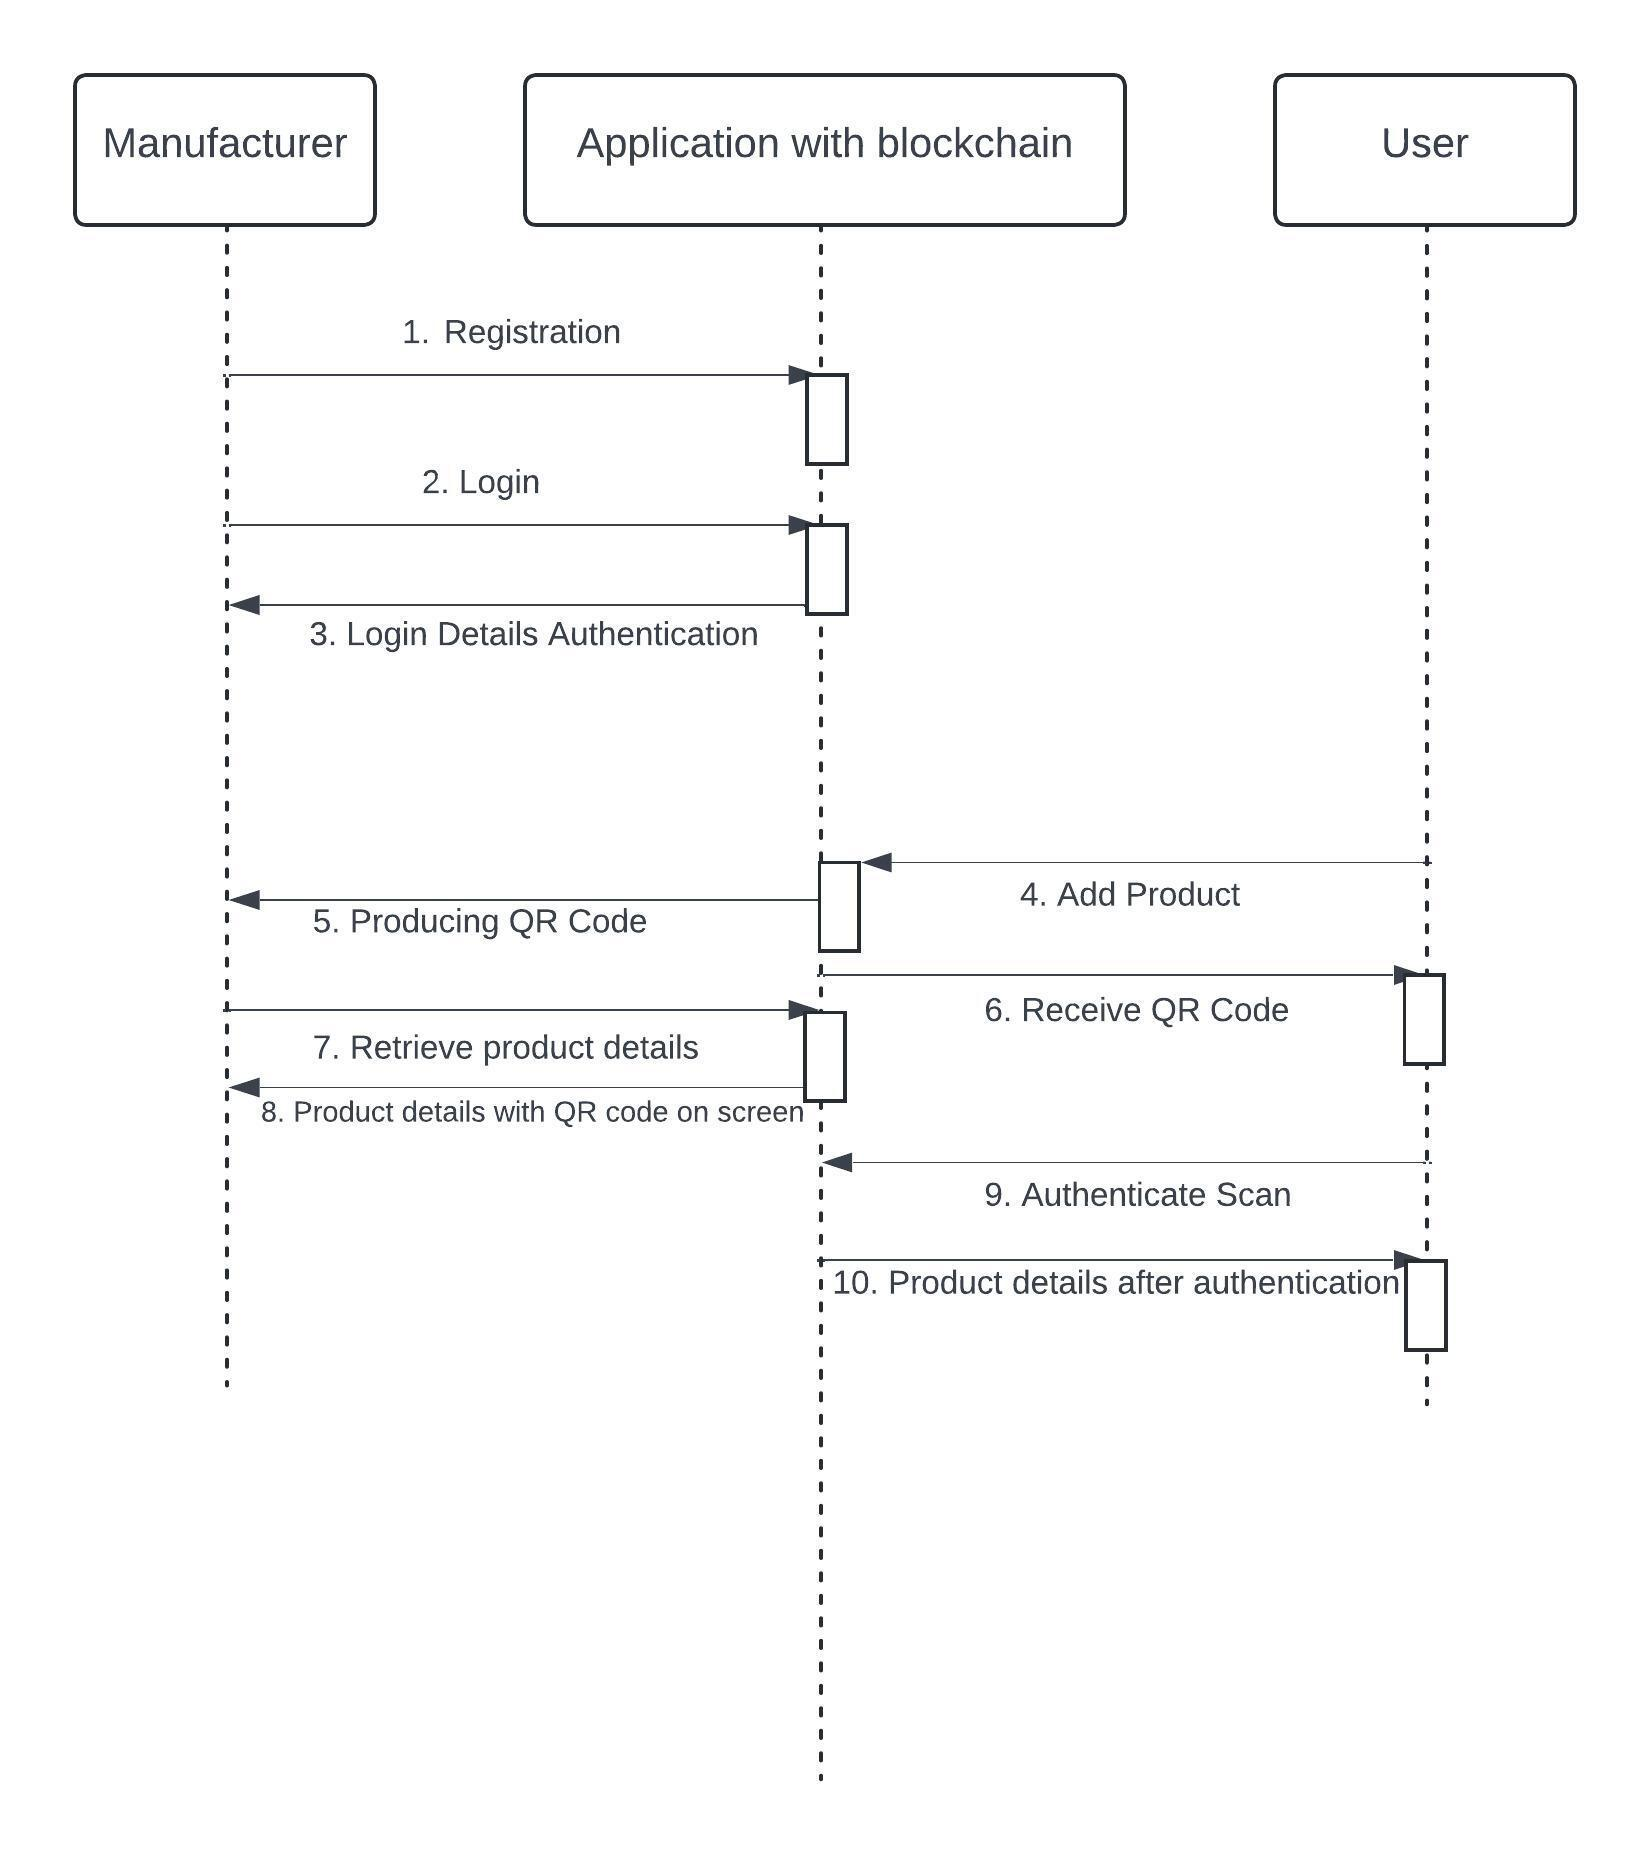 Manufacturer
Application with blockchain
User
1. Registration
2. Login
3. Login Details Authentication
4. Add Product
5. Producing QR Code
6. Receive QR Code
7. Retrieve product details
8. Product details with QR code on screen
9. Authenticate Scan
10. Product details after authentication